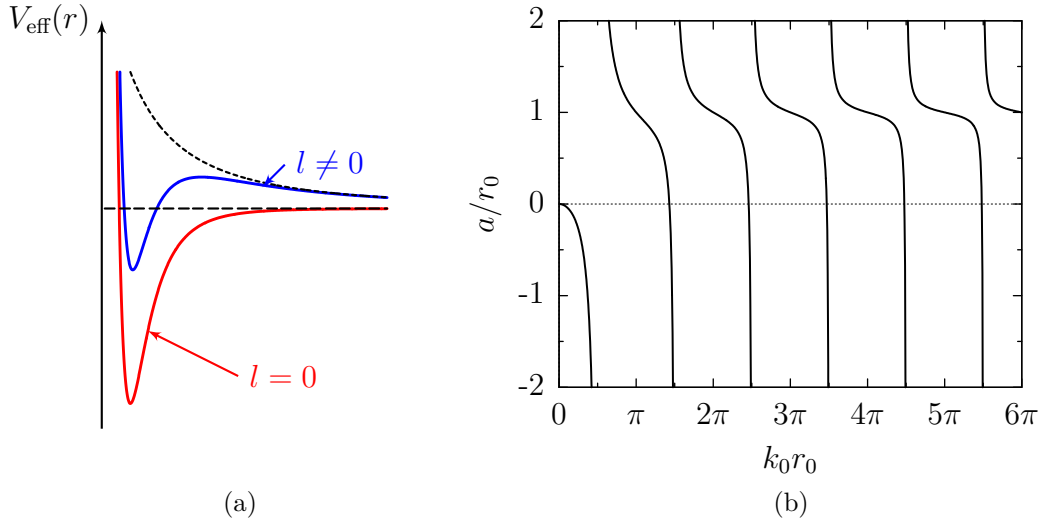 V_eff(r)
l ≠ 0
l = 0
(a)
a/r_0
2
1
0
-1
-2
0 π 2π 3π 4π 5π 6π
k_0r_0
(b)